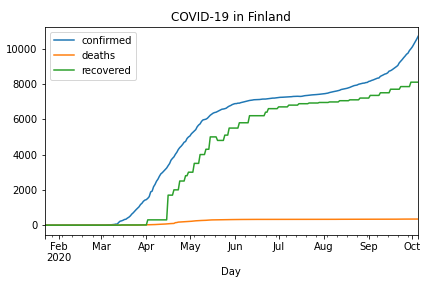 COVID-19 in Finland
confirmed
deaths
recovered
10000
8000
6000
4000
2000
0
Feb Mar Apr May Jun Jul Aug Sep Oct
2020
Day